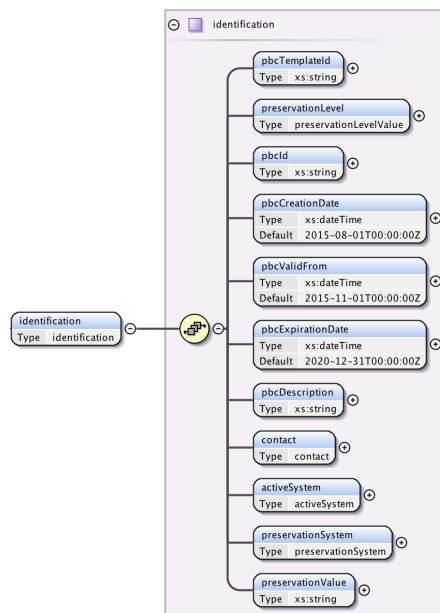 identification
pbcTemplateId
Type xs:string
preservationLevel
Type preservationLevelValue
pbcId
Type xs:string
pbcCreationDate
Type xs:dateTime
Default 2015-08-01T00:00:00Z
pbcValidFrom
Type xs:dateTime
Default 2015-11-01T00:00:00Z
identification
Type identification
pbcExpirationDate
Type xs:dateTime
Default 2020-12-31T00:00:00Z
pbcDescription
Type xs:string
contact
Type contact
activeSystem
Type activeSystem
preservationSystem
Type preservationSystem
preservationValue
Type xs:string